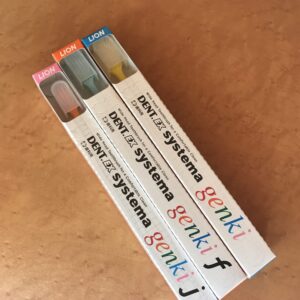 LION
DENT.EX systema
genki j
LION
DENT.EX systema
genki f
LION
DENT.EX systema
genki